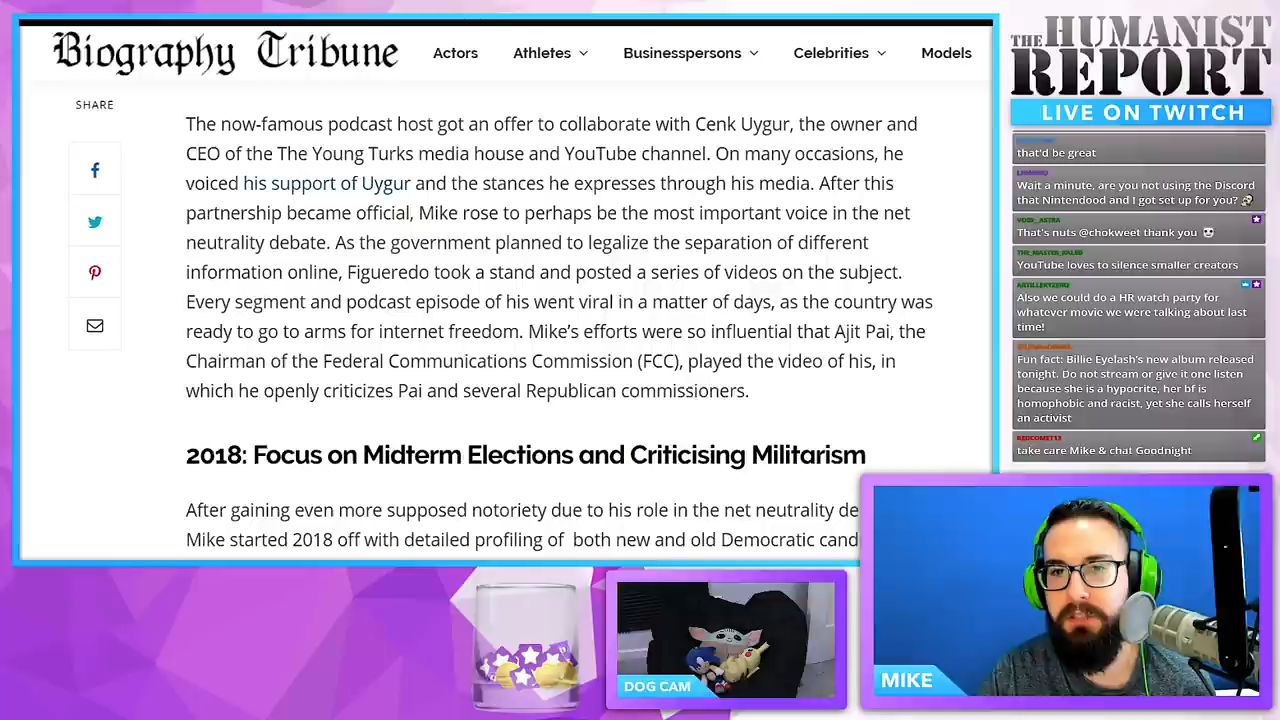 Biography Tribune
Actors
Athletes
Businesspersons
Celebrities
Models
SHARE
The now-famous podcast host got an offer to collaborate with Cenk Uygur, the owner and
CEO of the The Young Turks media house and YouTube channel. On many occasions, he
voiced his support of Uygur and the stances he expresses through his media. After this
partnership became official, Mike rose to perhaps be the most important voice in the net
neutrality debate. As the government planned to legalize the separation of different
information online, Figueredo took a stand and posted a series of videos on the subject.
Every segment and podcast episode of his went viral in a matter of days, as the country was
ready to go to arms for internet freedom. Mike's efforts were so influential that Ajit Pai, the
Chairman of the Federal Communications Commission (FCC), played the video of his, in
which he openly criticizes Pai and several Republican commissioners.
2018: Focus on Midterm Elections and Criticising Militarism
After gaining even more supposed notoriety due to his role in the net neutrality de
Mike started 2018 off with detailed profiling of both new and old Democratic cand
THE HUMANIST
REPORT
LIVE ON TWITCH
that'd be great
Wait a minute, are you not using the Discord
that Nintendood and I got set up for you?
That's nuts @chokweet thank you
YouTube loves to silence smaller creators
Also we could do a HR watch party for
whatever movie we were talking about last
time!
Fun fact: Billie Eyelash's new album released
tonight. Do not stream or give it one listen
because she is a hypocrite, her bf is
homophobic and racist, yet she calls herself
an activist
REDCOMET13
take care Mike & chat Goodnight
DOG CAM
MIKE